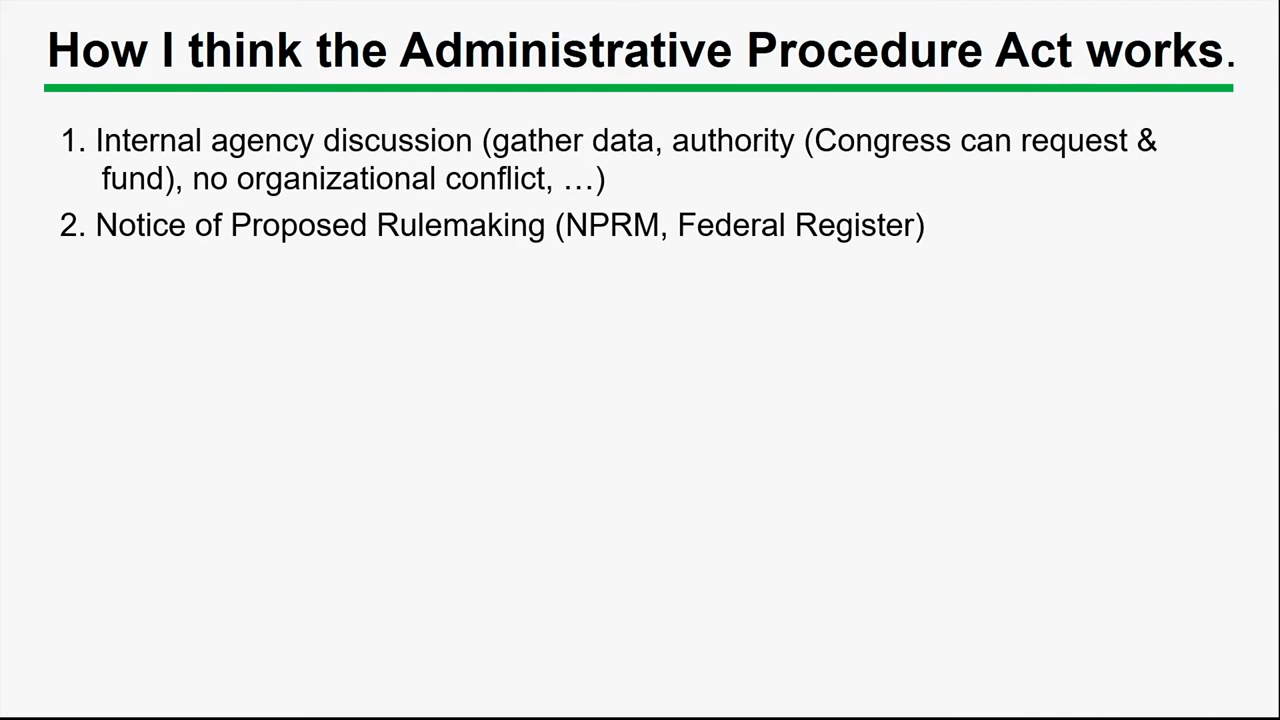 How I think the Administrative Procedure Act works.
1. Internal agency discussion (gather data, authority (Congress can request &
fund), no organizational conflict, …)
2. Notice of Proposed Rulemaking (NPRM, Federal Register)